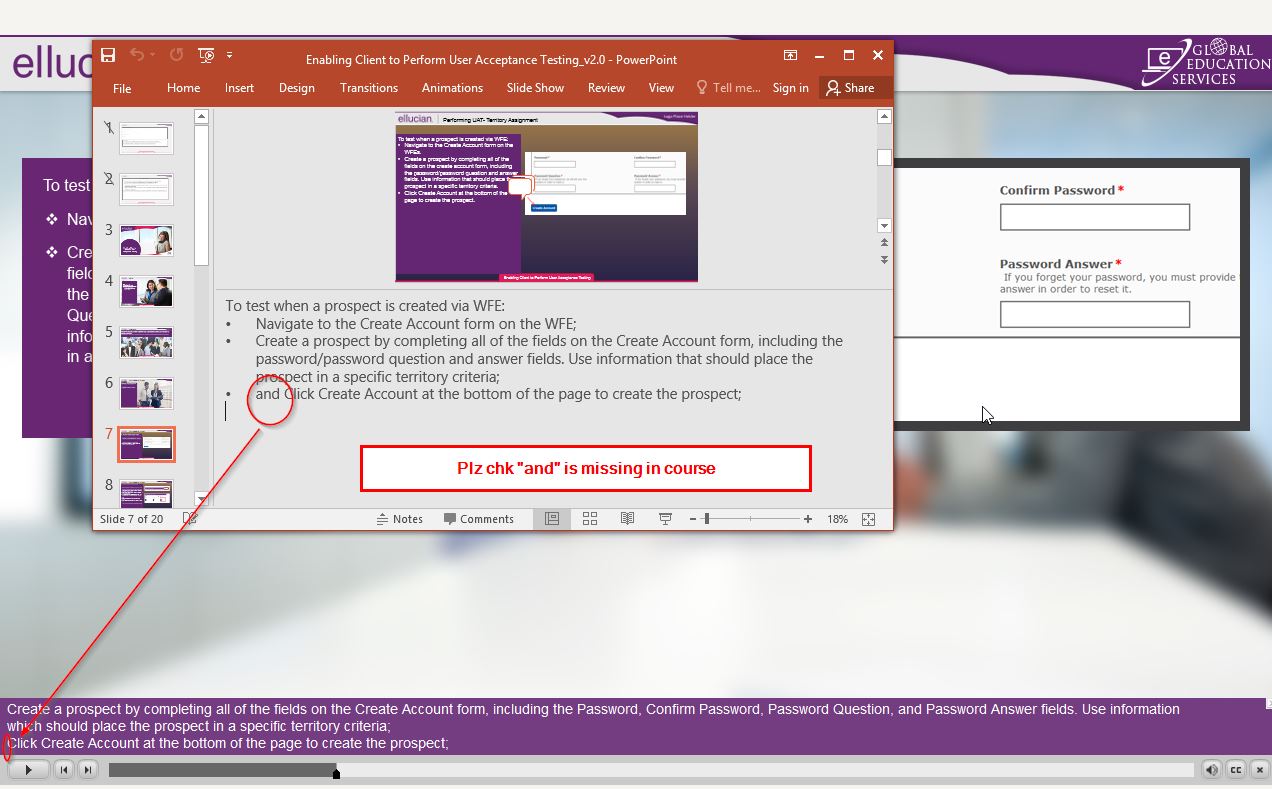 ellucian
GLOBAL
EDUCATION
SERVICES
Enabling Client to Perform User Acceptance Testing_v2.0 - PowerPoint
File Home Insert Design Transitions Animations Slide Show Review View Tell me... Sign in Share
1
2
3
4
5
6
7
8
ellucian Performing UAT- Territory Assignment
To test when a prospect is created via WFE:
• Navigate to the Create Account form on the WFEs.
• Create a prospect by completing all of the
fields on the create account form, including
the password/password question and answer
fields. Use information that should place the
prospect in a specific territory criteria.
• Click Create Account at the bottom of the
page to create the prospect.
Create Account
Enabling Client to Perform User Acceptance Testing
To test when a prospect is created via WFE:
• Navigate to the Create Account form on the WFE;
• Create a prospect by completing all of the fields on the Create Account form, including the
password/password question and answer fields. Use information that should place the
prospect in a specific territory criteria;
• and Click Create Account at the bottom of the page to create the prospect;
Plz chk "and" is missing in course
Slide 7 of 20 Notes Comments 18%
To test
❖ Nav
❖ Cre
field
the
Que
info
in a
Confirm Password *
Password Answer *
If you forget your password, you must provide
answer in order to reset it.
Create a prospect by completing all of the fields on the Create Account form, including the Password, Confirm Password, Password Question, and Password Answer fields. Use information
which should place the prospect in a specific territory criteria;
Click Create Account at the bottom of the page to create the prospect;
CC